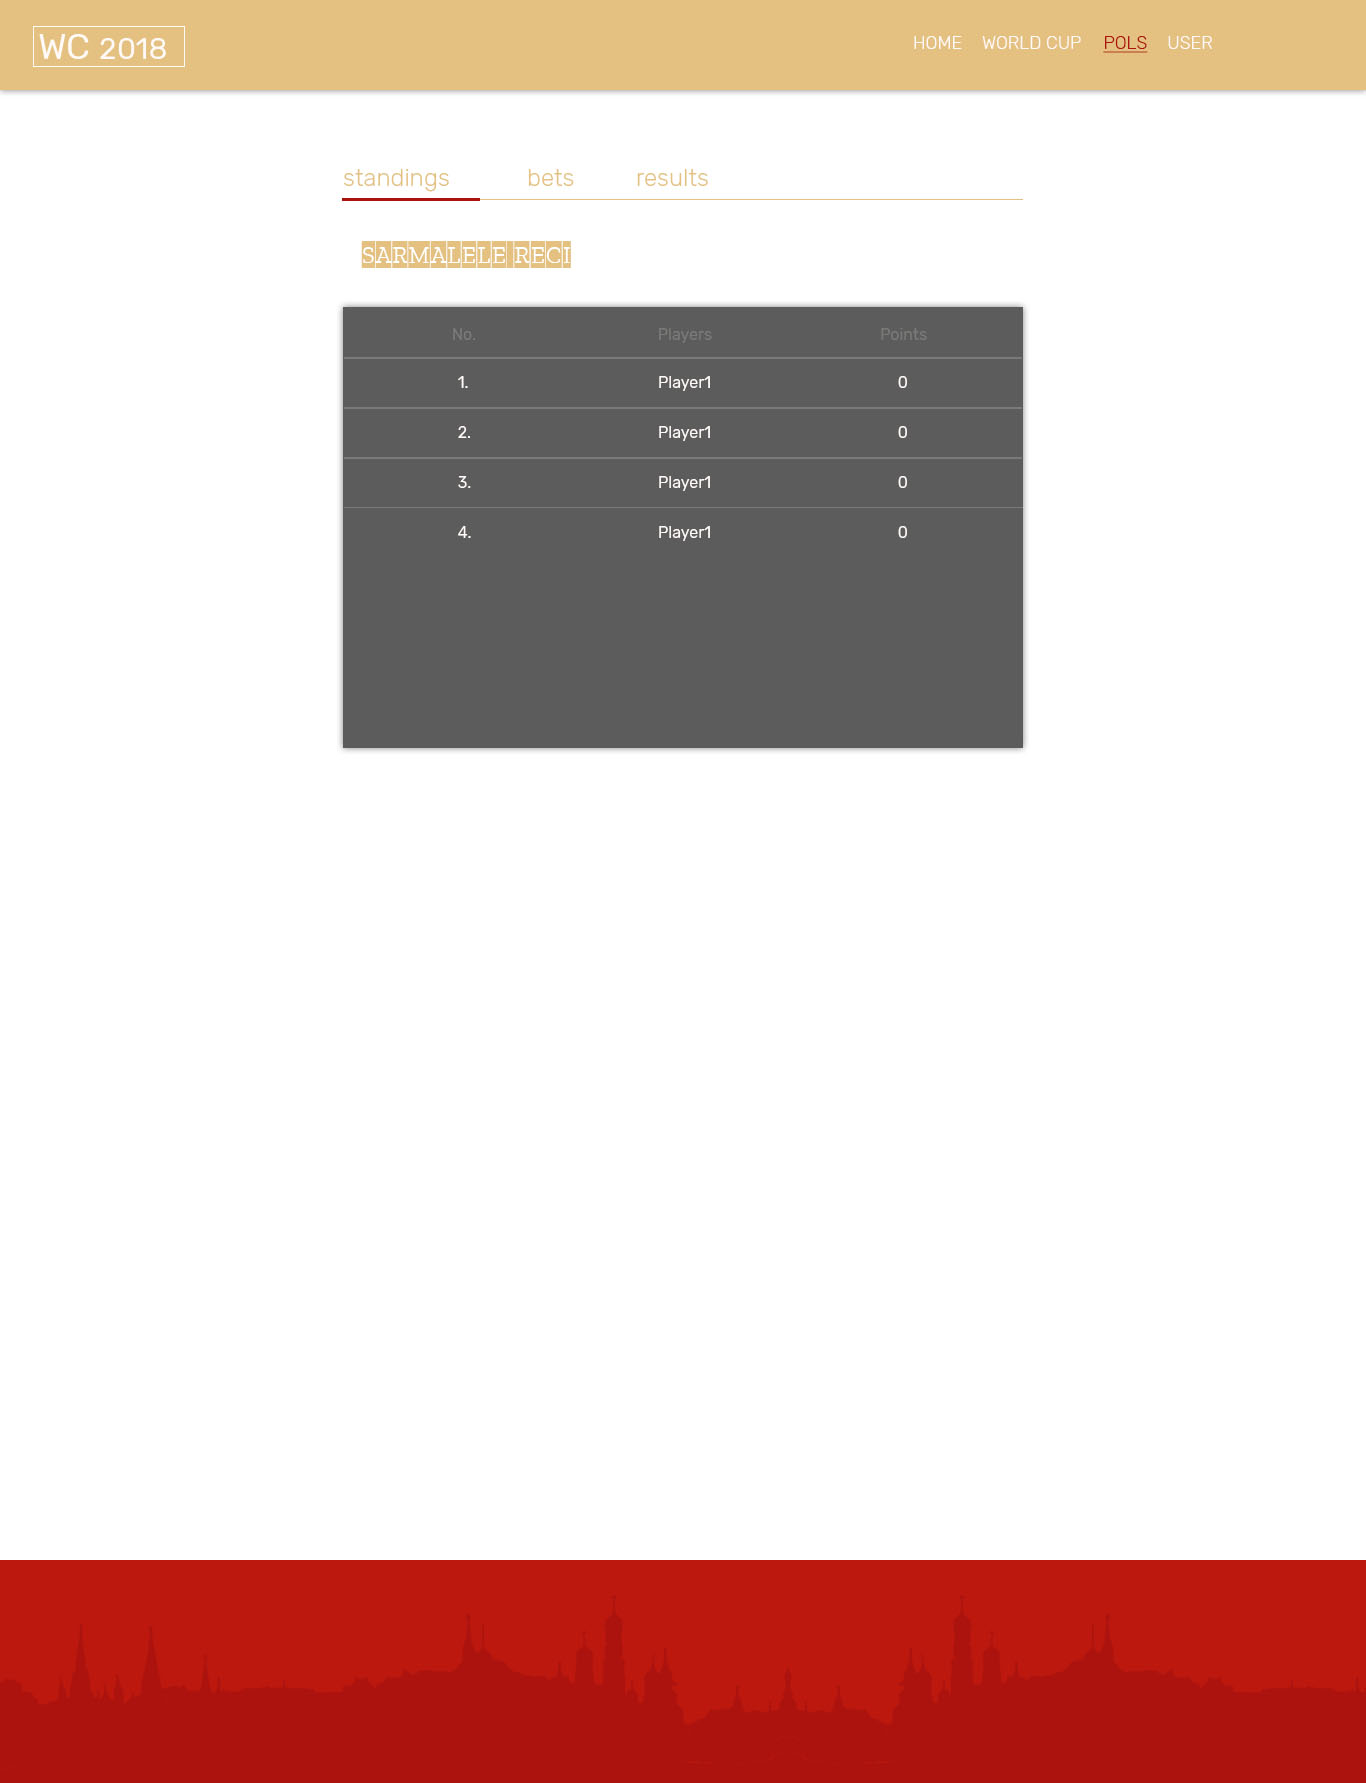 WC 2018
HOME WORLD CUP POLS USER
standings bets results
SARMALELE RECI
No. Players Points
1. Player1 0
2. Player1 0
3. Player1 0
4. Player1 0